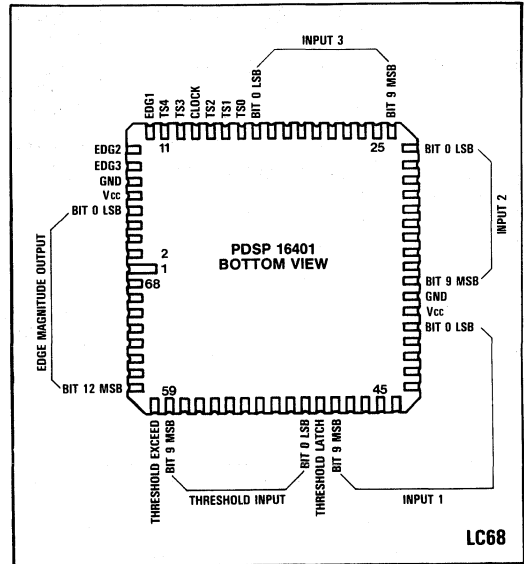 INPUT 3
EDG1
TS4
TS3
CLOCK
TS2
TS1
TS0
BIT 0 LSB
BIT 9 MSB
11
25
EDG2
EDG3
GND
Vcc
BIT 0 LSB
EDGE MAGNITUDE OUTPUT
BIT 12 MSB
2
1
68
PDSP 16401
BOTTOM VIEW
BIT 0 LSB
INPUT 2
BIT 9 MSB
GND
Vcc
BIT 0 LSB
59
45
THRESHOLD EXCEED
BIT 9 MSB
BIT 0 LSB
THRESHOLD LATCH
BIT 9 MSB
THRESHOLD INPUT
INPUT 1
LC68